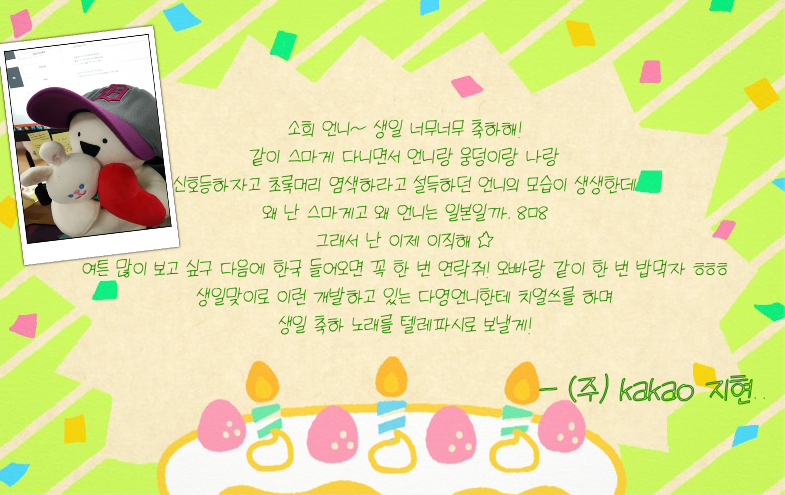 소희 언니~ 생일 너무너무 축하해!
같이 스마게 다니면서 언니랑 웅덩이랑 나랑
신호등하자고 초록머리 염색하라고 설득하던 언니의 모습이 생생한데
왜 난 스마게고 왜 언니는 일본일까. 8ㅁ8
그래서 난 이제 이직해 ☆
여튼 많이 보고 싶구 다음에 한국 들어오면 꼭 한 번 연락줘! 오빠랑 같이 한 번 밥먹자 ㅎㅎㅎ
생일맞이로 이런 개발하고 있는 다영언니한테 치얼쓰를 하며
생일 축하 노래를 텔레파시로 보낼게!
- (주) kakao 지현..